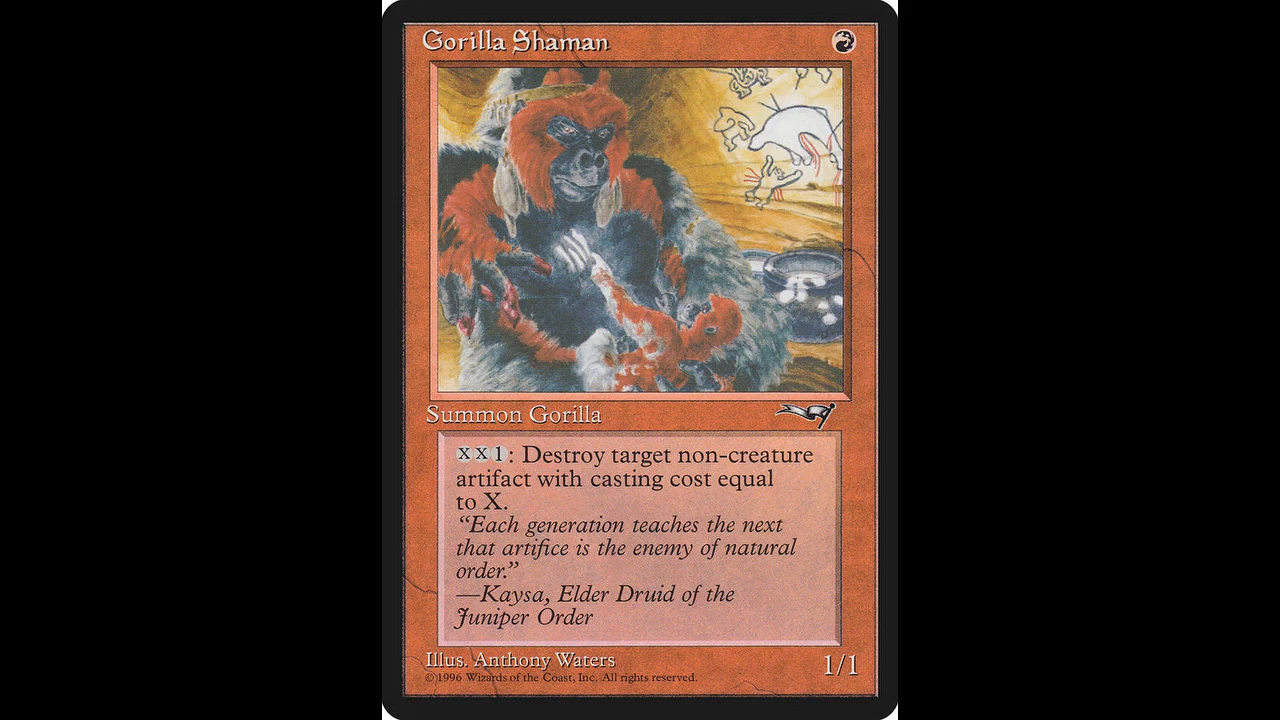 Gorilla Shaman
Summon Gorilla
X X 1: Destroy target non-creature
artifact with casting cost equal
to X.
“Each generation teaches the next
that artifice is the enemy of natural
order.”
—Kaysa, Elder Druid of the
Juniper Order
Illus. Anthony Waters
1/1
©1996 Wizards of the Coast, Inc. All rights reserved.